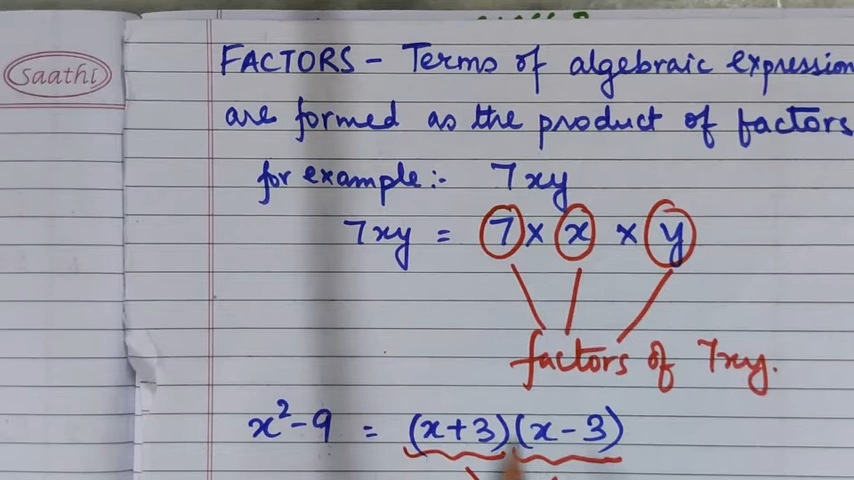 Saathi
FACTORS - Terms of algebraic expression
are formed as the product of factors
for example:- 7xy
7xy = 7 × x × y
factors of 7xy.
x² - 9 = (x + 3)(x - 3)